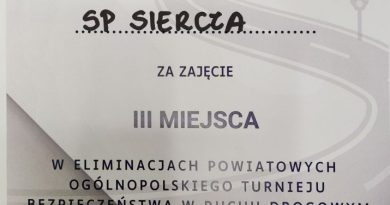 SP SIERCZA
ZA ZAJĘCIE
III MIEJSCA
W ELIMINACJACH POWIATOWYCH
OGÓLNOPOLSKIEGO TURNIEJU
BEZPIECZEŃSTWA W RUCHU DROGOWYM